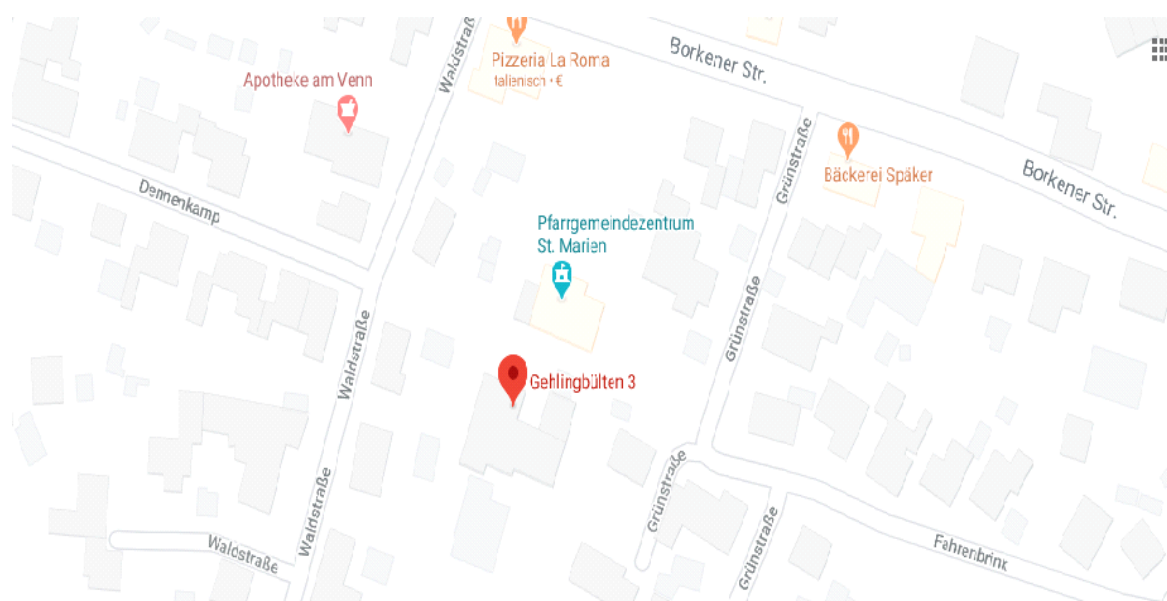 Waldstraß
Borkener Str.
Pizzeria La Roma
Italienisch · €
Apotheke am Venn
Grünstraße
Bäckerei Späker
Borkener Str.
Dennenkamp
Pfarrgemeindezentrum
St. Marien
Waldstraße
Grünstraße
Gehlingbülten 3
Grünstraße
Waldstraße
Waldstraße
Grünstraße
Fahrenbrink